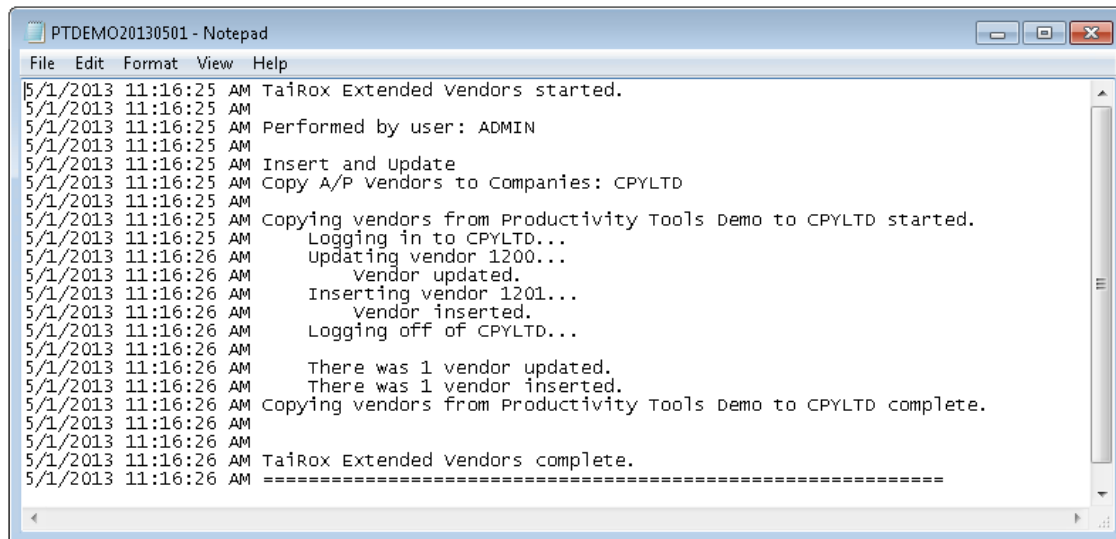 PTDEMO20130501 - Notepad
File Edit Format View Help
5/1/2013 11:16:25 AM TaiRox Extended Vendors started.
5/1/2013 11:16:25 AM
5/1/2013 11:16:25 AM Performed by user: ADMIN
5/1/2013 11:16:25 AM
5/1/2013 11:16:25 AM Insert and Update
5/1/2013 11:16:25 AM Copy A/P Vendors to Companies: CPYLTD
5/1/2013 11:16:25 AM
5/1/2013 11:16:25 AM Copying vendors from Productivity Tools Demo to CPYLTD started.
5/1/2013 11:16:25 AM     Logging in to CPYLTD...
5/1/2013 11:16:26 AM     Updating vendor 1200...
5/1/2013 11:16:26 AM         Vendor updated.
5/1/2013 11:16:26 AM     Inserting vendor 1201...
5/1/2013 11:16:26 AM         Vendor inserted.
5/1/2013 11:16:26 AM     Logging off of CPYLTD...
5/1/2013 11:16:26 AM
5/1/2013 11:16:26 AM     There was 1 vendor updated.
5/1/2013 11:16:26 AM     There was 1 vendor inserted.
5/1/2013 11:16:26 AM Copying vendors from Productivity Tools Demo to CPYLTD complete.
5/1/2013 11:16:26 AM
5/1/2013 11:16:26 AM
5/1/2013 11:16:26 AM TaiRox Extended Vendors complete.
5/1/2013 11:16:26 AM ============================================================